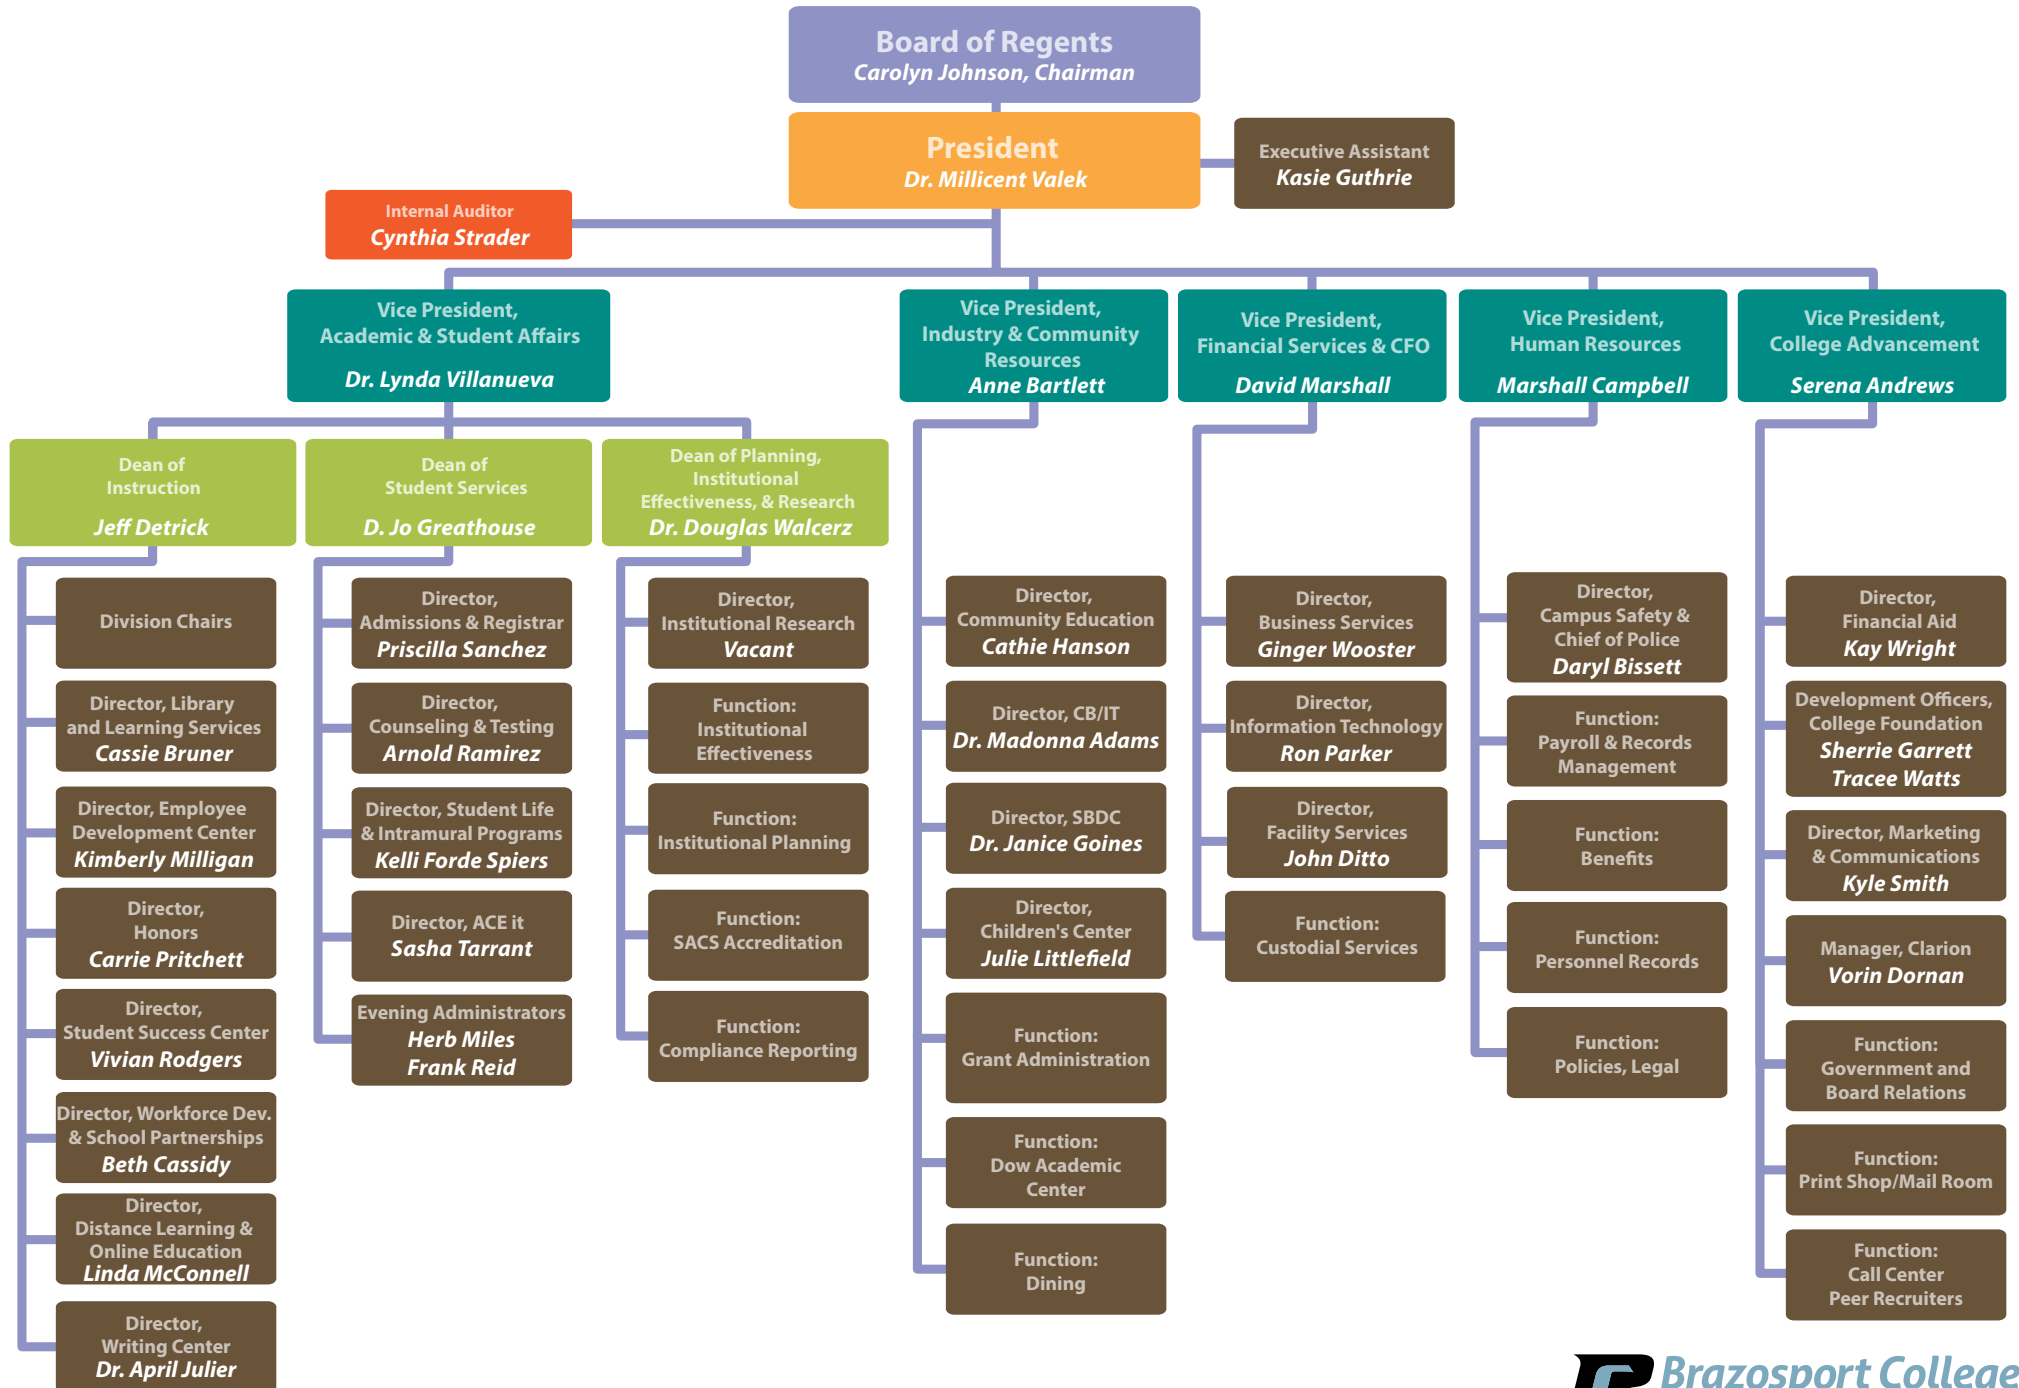 Board of Regents
Carolyn Johnson, Chairman
President
Dr. Millicent Valek
Executive Assistant
Kasie Guthrie
Internal Auditor
Cynthia Strader
Vice President,
Academic & Student Affairs
Dr. Lynda Villanueva
Vice President,
Industry & Community
Resources
Anne Bartlett
Vice President,
Financial Services & CFO
David Marshall
Vice President,
Human Resources
Marshall Campbell
Vice President,
College Advancement
Serena Andrews
Dean of
Instruction
Jeff Detrick
Dean of
Student Services
D. Jo Greathouse
Dean of Planning,
Institutional
Effectiveness, & Research
Dr. Douglas Walcerz
Division Chairs
Director, Library
and Learning Services
Cassie Bruner
Director, Employee
Development Center
Kimberly Milligan
Director,
Honors
Carrie Pritchett
Director,
Student Success Center
Vivian Rodgers
Director, Workforce Dev.
& School Partnerships
Beth Cassidy
Director,
Distance Learning &
Online Education
Linda McConnell
Director,
Writing Center
Dr. April Julier
Director,
Admissions & Registrar
Priscilla Sanchez
Director,
Counseling & Testing
Arnold Ramirez
Director, Student Life
& Intramural Programs
Kelli Forde Spiers
Director, ACE it
Sasha Tarrant
Evening Administrators
Herb Miles
Frank Reid
Director,
Institutional Research
Vacant
Function:
Institutional
Effectiveness
Function:
Institutional Planning
Function:
SACS Accreditation
Function:
Compliance Reporting
Director,
Community Education
Cathie Hanson
Director, CB/IT
Dr. Madonna Adams
Director, SBDC
Dr. Janice Goines
Director,
Children's Center
Julie Littlefield
Function:
Grant Administration
Function:
Dow Academic
Center
Function:
Dining
Director,
Business Services
Ginger Wooster
Director,
Information Technology
Ron Parker
Director,
Facility Services
John Ditto
Function:
Custodial Services
Director,
Campus Safety &
Chief of Police
Daryl Bissett
Function:
Payroll & Records
Management
Function:
Benefits
Function:
Personnel Records
Function:
Policies, Legal
Director,
Financial Aid
Kay Wright
Development Officers,
College Foundation
Sherrie Garrett
Tracee Watts
Director, Marketing
& Communications
Kyle Smith
Manager, Clarion
Vorin Dornan
Function:
Government and
Board Relations
Function:
Print Shop/Mail Room
Function:
Call Center
Peer Recruiters
Brazosport College